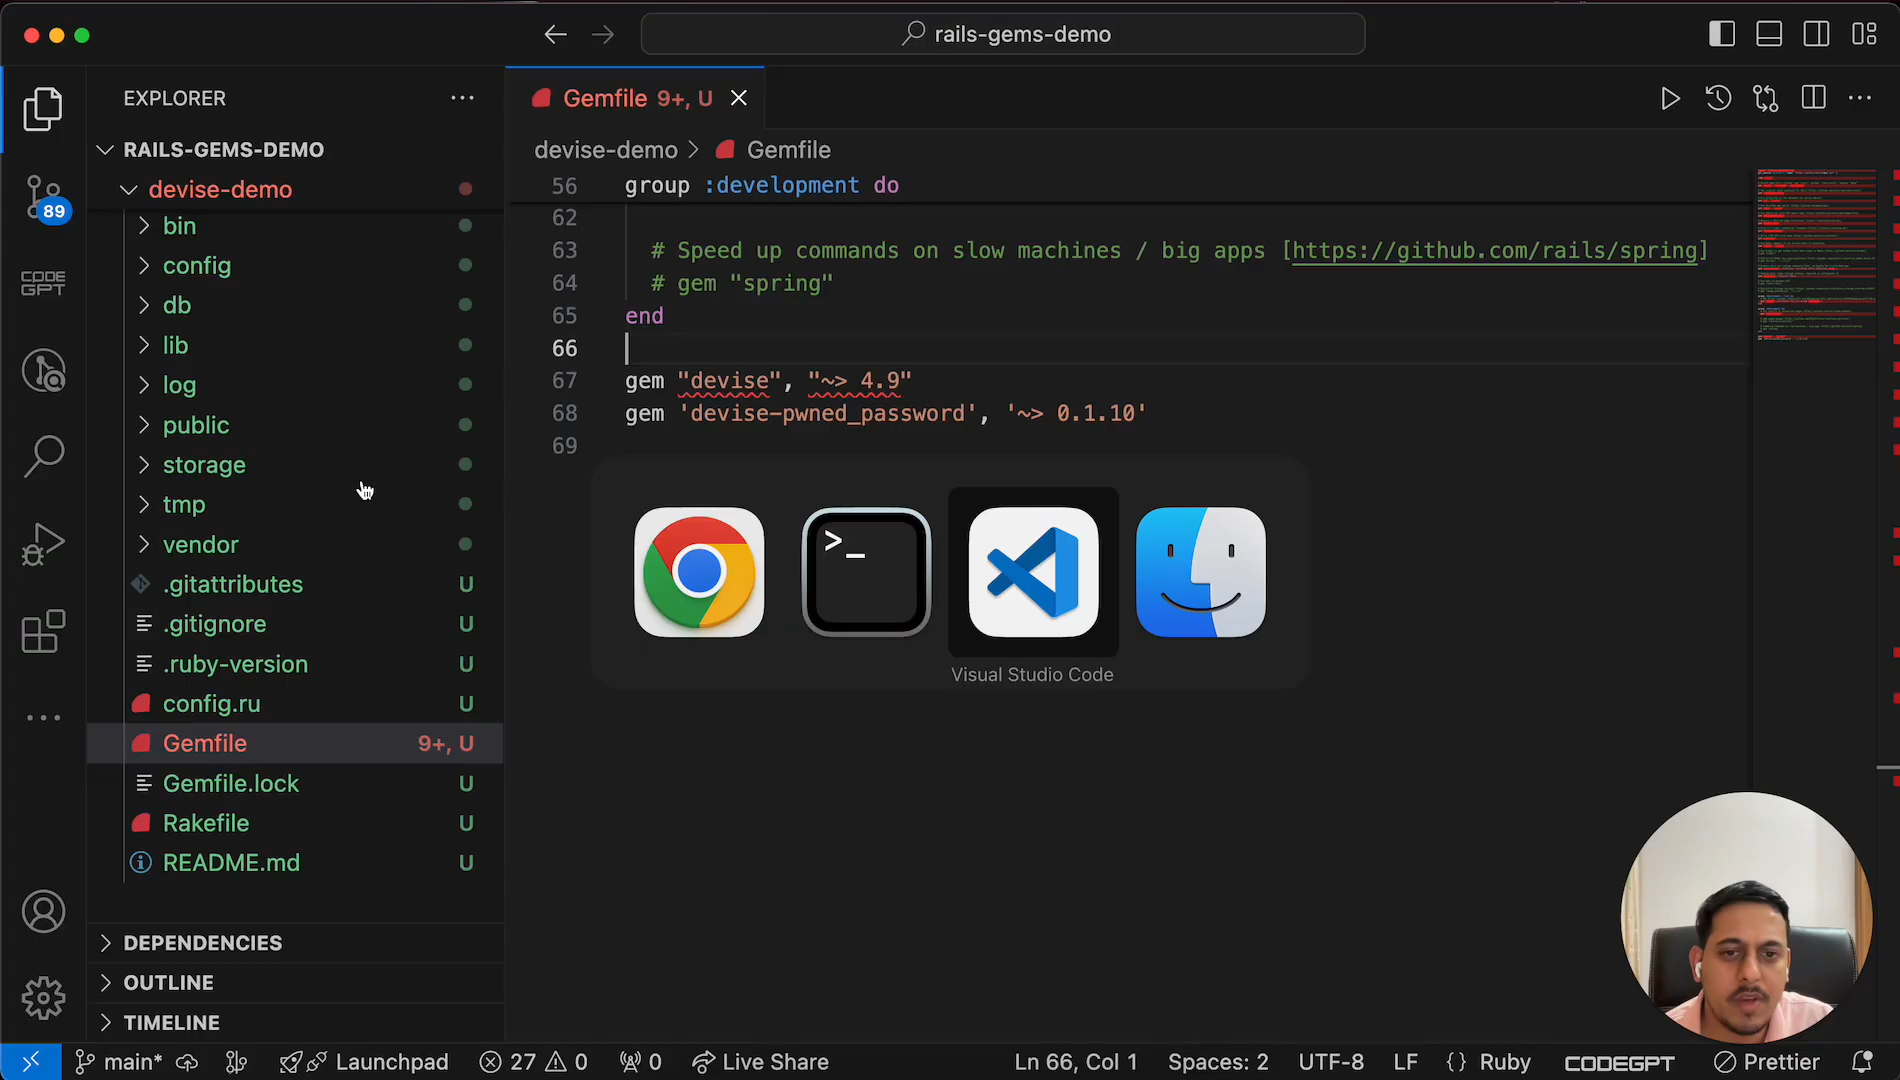 rails-gems-demo
EXPLORER
RAILS-GEMS-DEMO
devise-demo
bin
config
db
lib
log
public
storage
tmp
vendor
.gitattributes U
.gitignore U
.ruby-version U
config.ru U
Gemfile 9+, U
Gemfile.lock U
Rakefile U
README.md U
DEPENDENCIES
OUTLINE
TIMELINE
89
CODE
GPT
Gemfile 9+, U
devise-demo > Gemfile
56 group :development do
62
63 # Speed up commands on slow machines / big apps [https://github.com/rails/spring]
64 # gem "spring"
65 end
66
67 gem "devise", "~> 4.9"
68 gem 'devise-pwned_password', '~> 0.1.10'
69
>_
Visual Studio Code
main* Launchpad 27 0 0 Live Share Ln 66, Col 1 Spaces: 2 UTF-8 LF {} Ruby CODEGPT Prettier